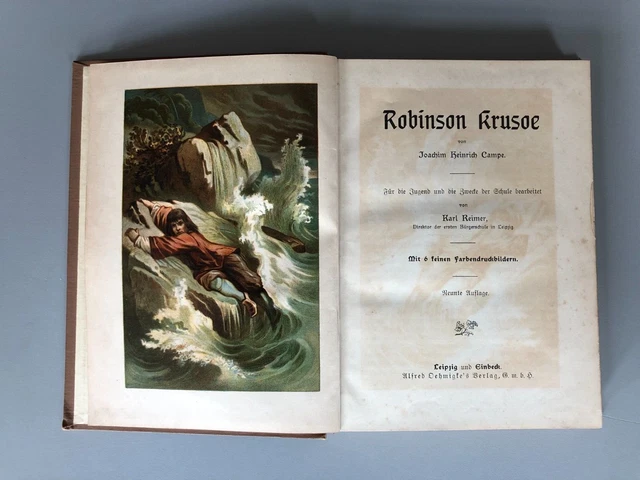 Robinson Krusoe
von
Joachim Heinrich Campe.
Für die Jugend und die Zwecke der Schule bearbeitet
von
Karl Reimer,
Direktor der ersten Bürgerschule in Leipzig
Mit 6 feinen Farbendruckbildern.
Neunte Auflage.
Leipzig und Einbeck.
Alfred Oehmigke's Verlag, G. m. b. H.